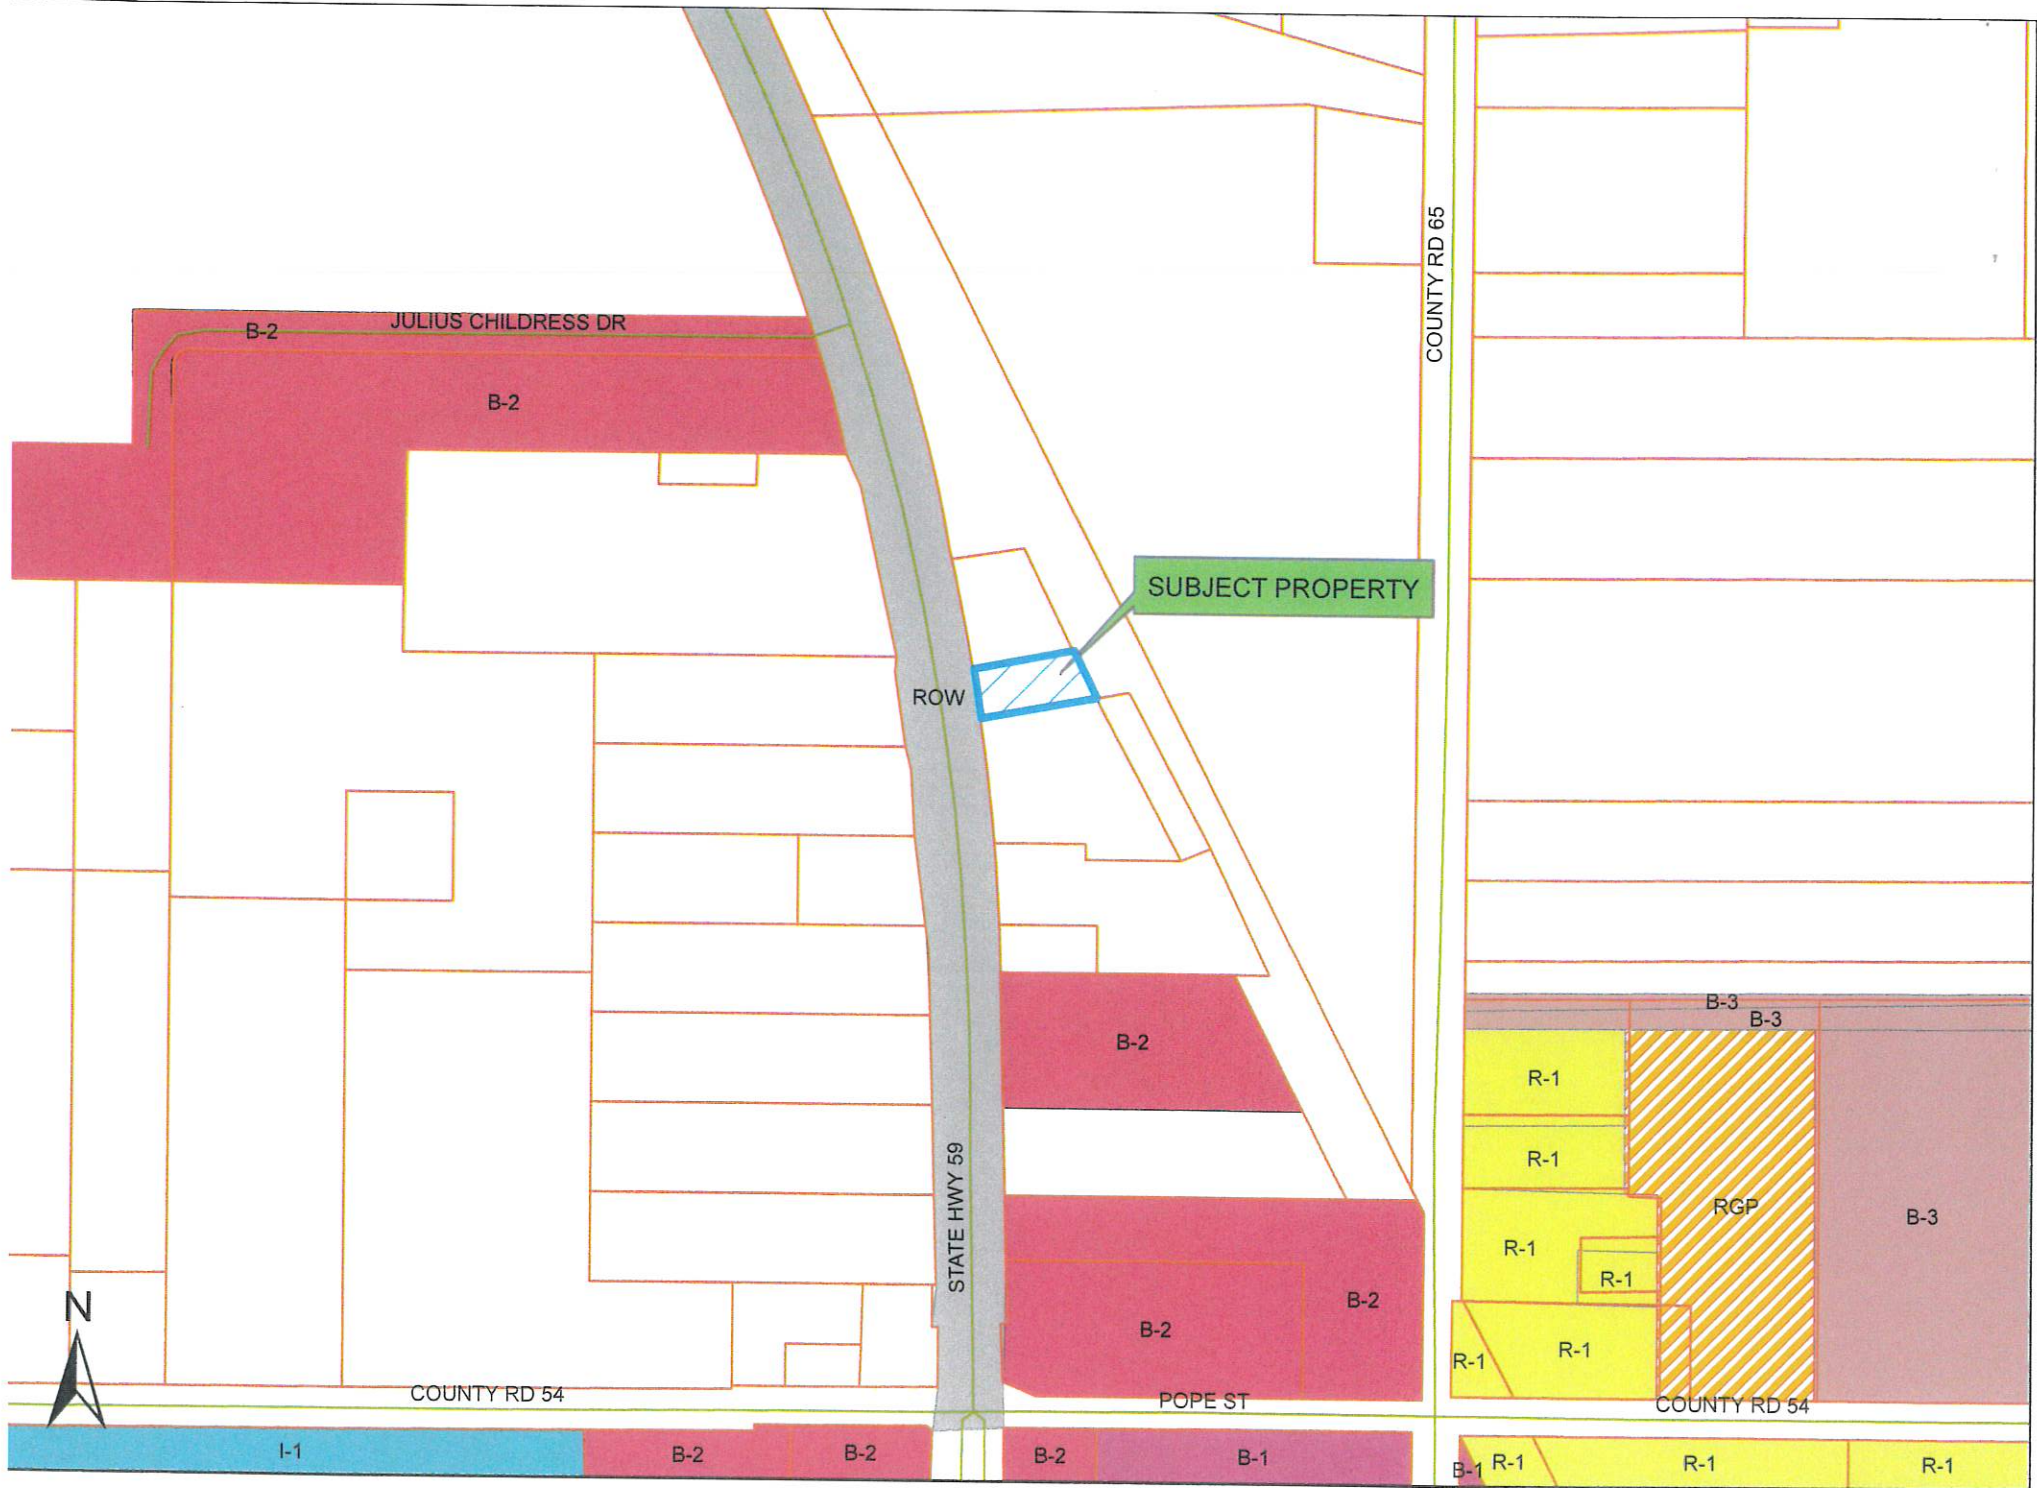 COUNTY RD 65
JULIUS CHILDRESS DR
B-2
B-2
SUBJECT PROPERTY
ROW
B-3
B-3
B-2
R-1
R-1
STATE HWY 59
RGP
B-3
R-1
R-1
B-2
B-2
N
R-1
R-1
COUNTY RD 54
POPE ST
COUNTY RD 54
I-1
B-2
B-2
B-2
B-1
B-1
R-1
R-1
R-1